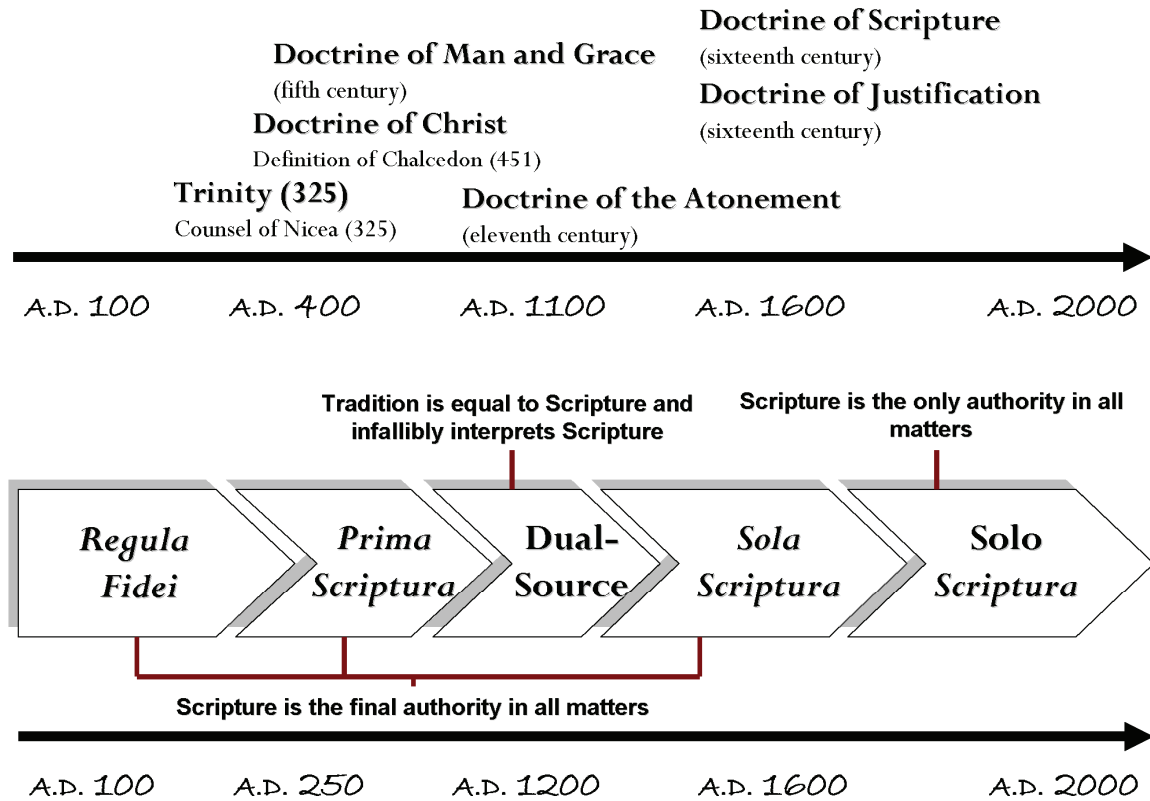 Doctrine of Man and Grace
(fifth century)
Doctrine of Scripture
(sixteenth century)
Doctrine of Justification
(sixteenth century)
Doctrine of Christ
Definition of Chalcedon (451)
Trinity (325)
Counsel of Nicea (325)
Doctrine of the Atonement
(eleventh century)
A.D. 100
A.D. 400
A.D. 1100
A.D. 1600
A.D. 2000
Tradition is equal to Scripture and
infallibly interprets Scripture
Scripture is the only authority in all
matters
Regula
Fidei
Prima
Scriptura
Dual-
Source
Sola
Scriptura
Solo
Scriptura
Scripture is the final authority in all matters
A.D. 100
A.D. 250
A.D. 1200
A.D. 1600
A.D. 2000